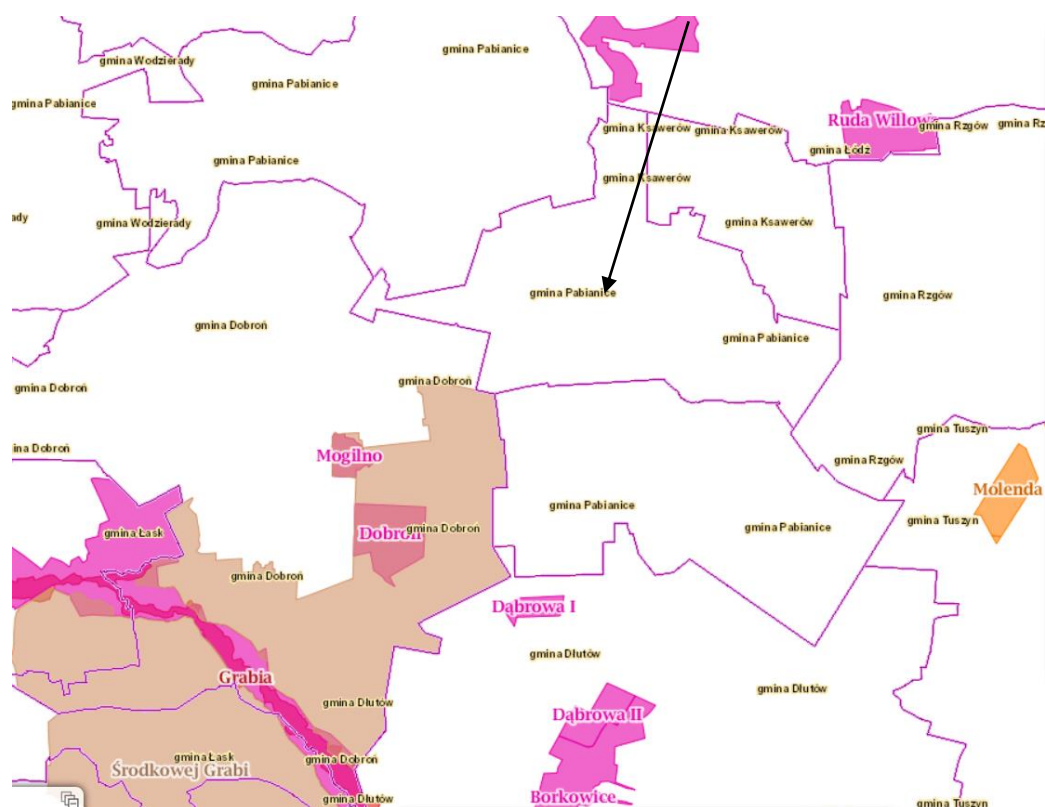 gmina Pabianice
gmina Wodzierady
gmina Pabianice
gmina Pabianice
Ruda Willow
gmina Ksawerów
gmina Ksawerów
gmina Rzgów
gmina Rz
gmina Łódź
gmina Pabianice
gmina Ksawerów
ady
gmina Wodzierady
gmina Ksawerów
gmina Pabianice
gmina Rzgów
gmina Dobroń
gmina Pabianice
gmina Dobroń
gmina Dobroń
gmina Tuszyn
ina Dobroń
Mogilno
gmina Rzgów
Molenda
gmina Pabianice
gmina Łask
Dobroń
gmina Dobroń
gmina Pabianice
gmina Tuszyn
gmina Dobroń
Dąbrowa I
gmina Dłutów
Grabia
gmina Dłutów
gmina Dłutów
Dąbrowa II
gmina Łask
gmina Dobroń
Środkowej Grabi
Borkowice
gmina Dłutów
gmina Tuszyn